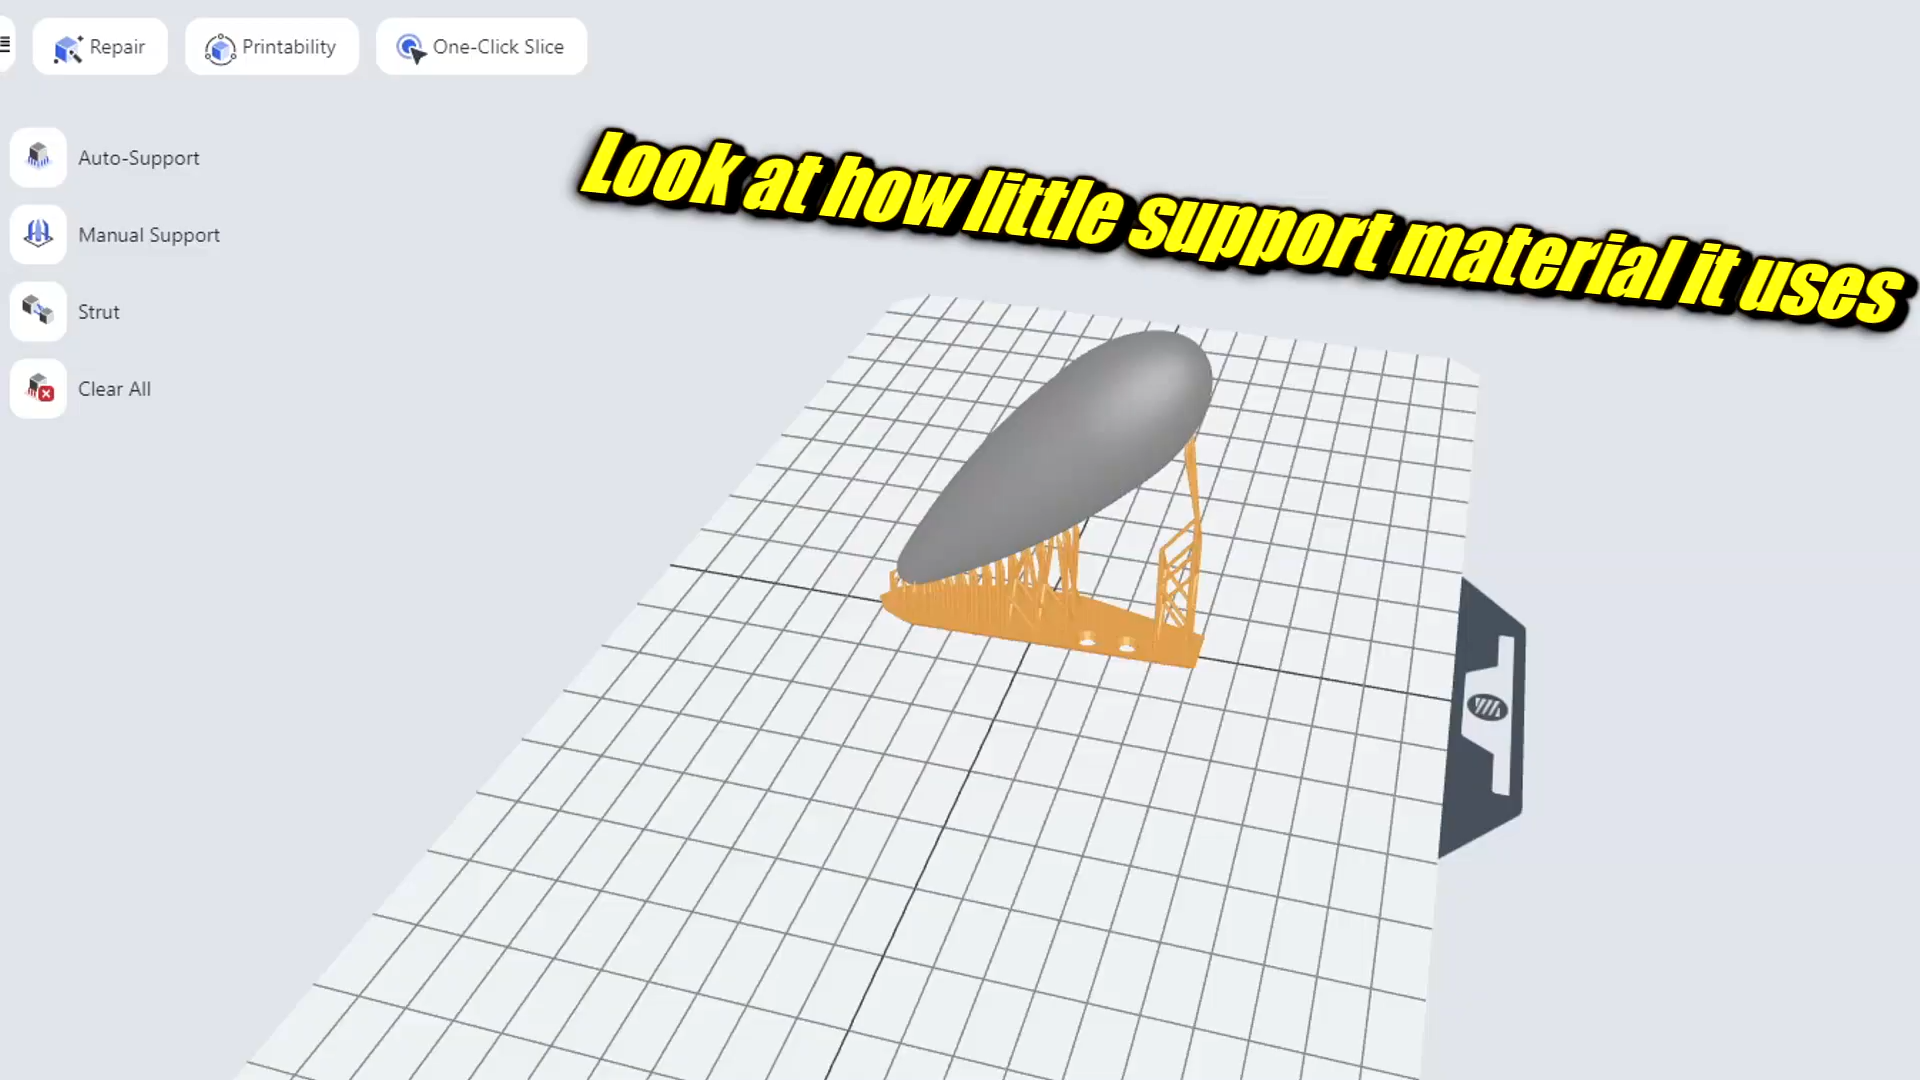 Repair
Printability
One-Click Slice
Auto-Support
Manual Support
Strut
Clear All
Look at how little support material it uses